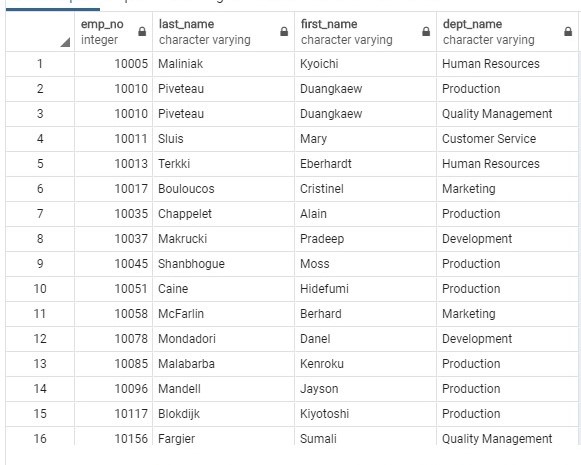 emp_no last_name first_name dept_name
integer character varying character varying character varying
1 10005 Maliniak Kyoichi Human Resources
2 10010 Piveteau Duangkaew Production
3 10010 Piveteau Duangkaew Quality Management
4 10011 Sluis Mary Customer Service
5 10013 Terkki Eberhardt Human Resources
6 10017 Bouloucos Cristinel Marketing
7 10035 Chappelet Alain Production
8 10037 Makrucki Pradeep Development
9 10045 Shanbhogue Moss Production
10 10051 Caine Hidefumi Production
11 10058 McFarlin Berhard Marketing
12 10078 Mondadori Danel Development
13 10085 Malabarba Kenroku Production
14 10096 Mandell Jayson Production
15 10117 Blokdijk Kiyotoshi Production
16 10156 Fargier Sumali Quality Management